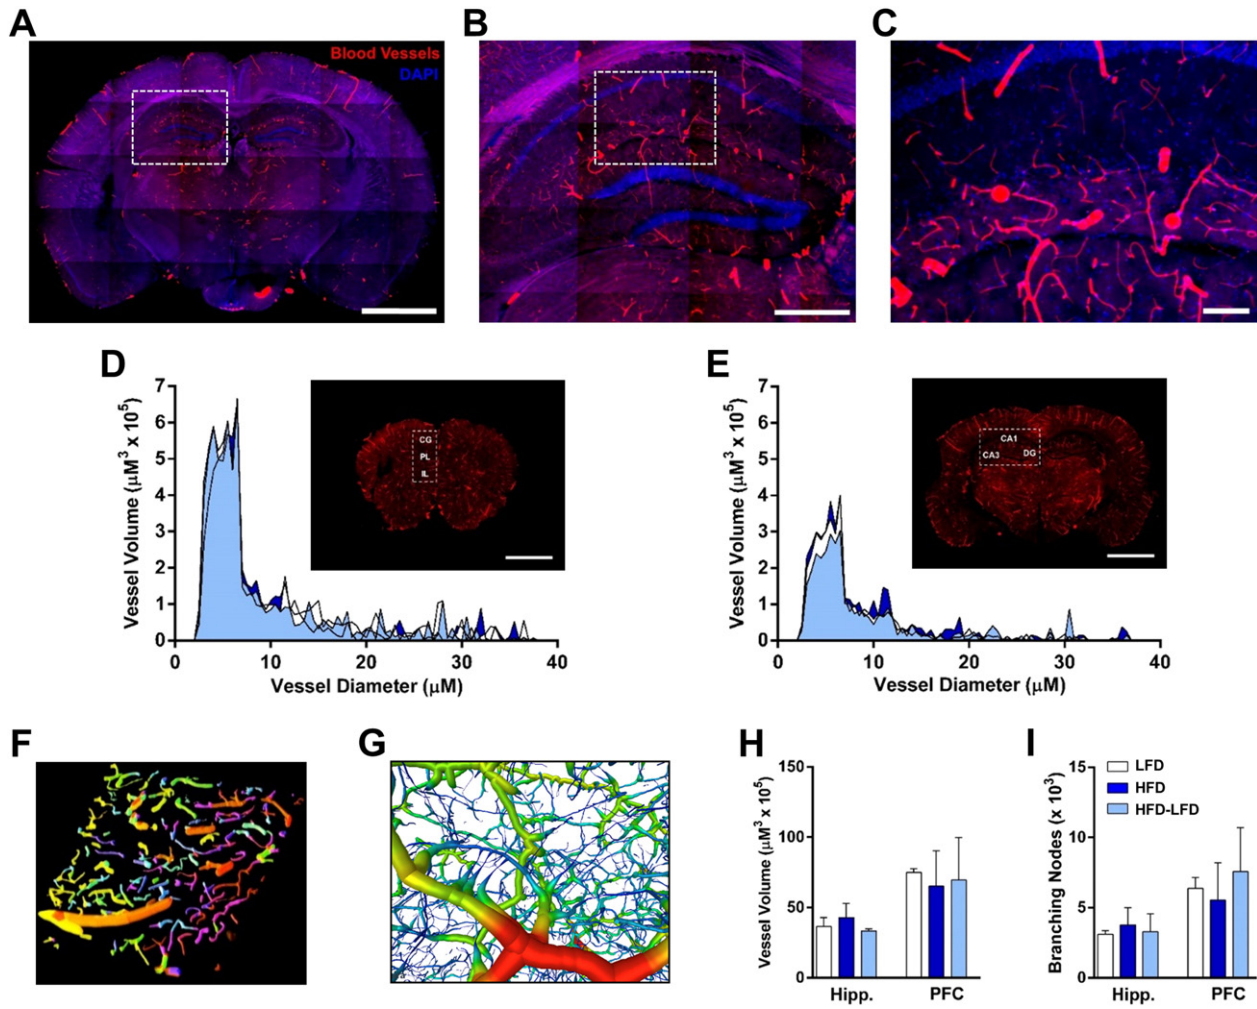 A
Blood Vessels
DAPI
B
C
D
Vessel Volume (μM³ x 10⁵)
7
6
5
4
3
2
1
0
CG
PL
IL
0 10 20 30 40
Vessel Diameter (μM)
E
Vessel Volume (μM³ x 10⁵)
7
6
5
4
3
2
1
0
CA1
CA3 DG
0 10 20 30 40
Vessel Diameter (μM)
F
G
H
Vessel Volume (μM³ x 10⁵)
150
100
50
0
Hipp. PFC
I
Branching Nodes (x 10³)
15
10
5
0
LFD
HFD
HFD-LFD
Hipp. PFC